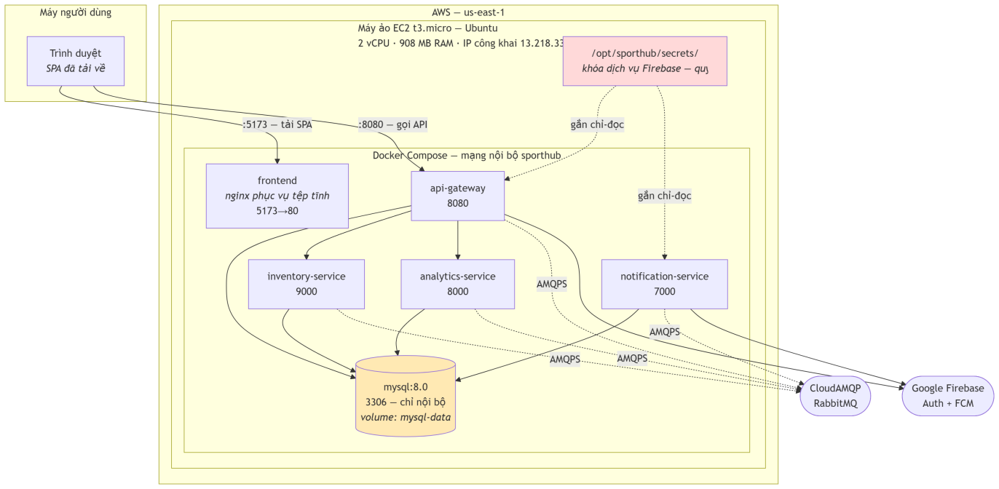 Máy người dùng
Trình duyệt
SPA đã tải về
AWS — us-east-1
Máy ảo EC2 t3.micro — Ubuntu
2 vCPU · 908 MB RAM · IP công khai 13.218.33
/opt/sporthub/secrets/
khóa dịch vụ Firebase —
:5173 — tải SPA
:8080 — gọi API
gắn chỉ-đọc
gắn chỉ-đọc
Docker Compose — mạng nội bộ sporthub
frontend
nginx phục vụ tệp tĩnh
5173→80
api-gateway
8080
inventory-service
9000
analytics-service
8000
notification-service
7000
AMQPS
AMQPS
AMQPS
AMQPS
mysql:8.0
3306 — chỉ nội bộ
volume: mysql-data
CloudAMQP
RabbitMQ
Google Firebase
Auth + FCM